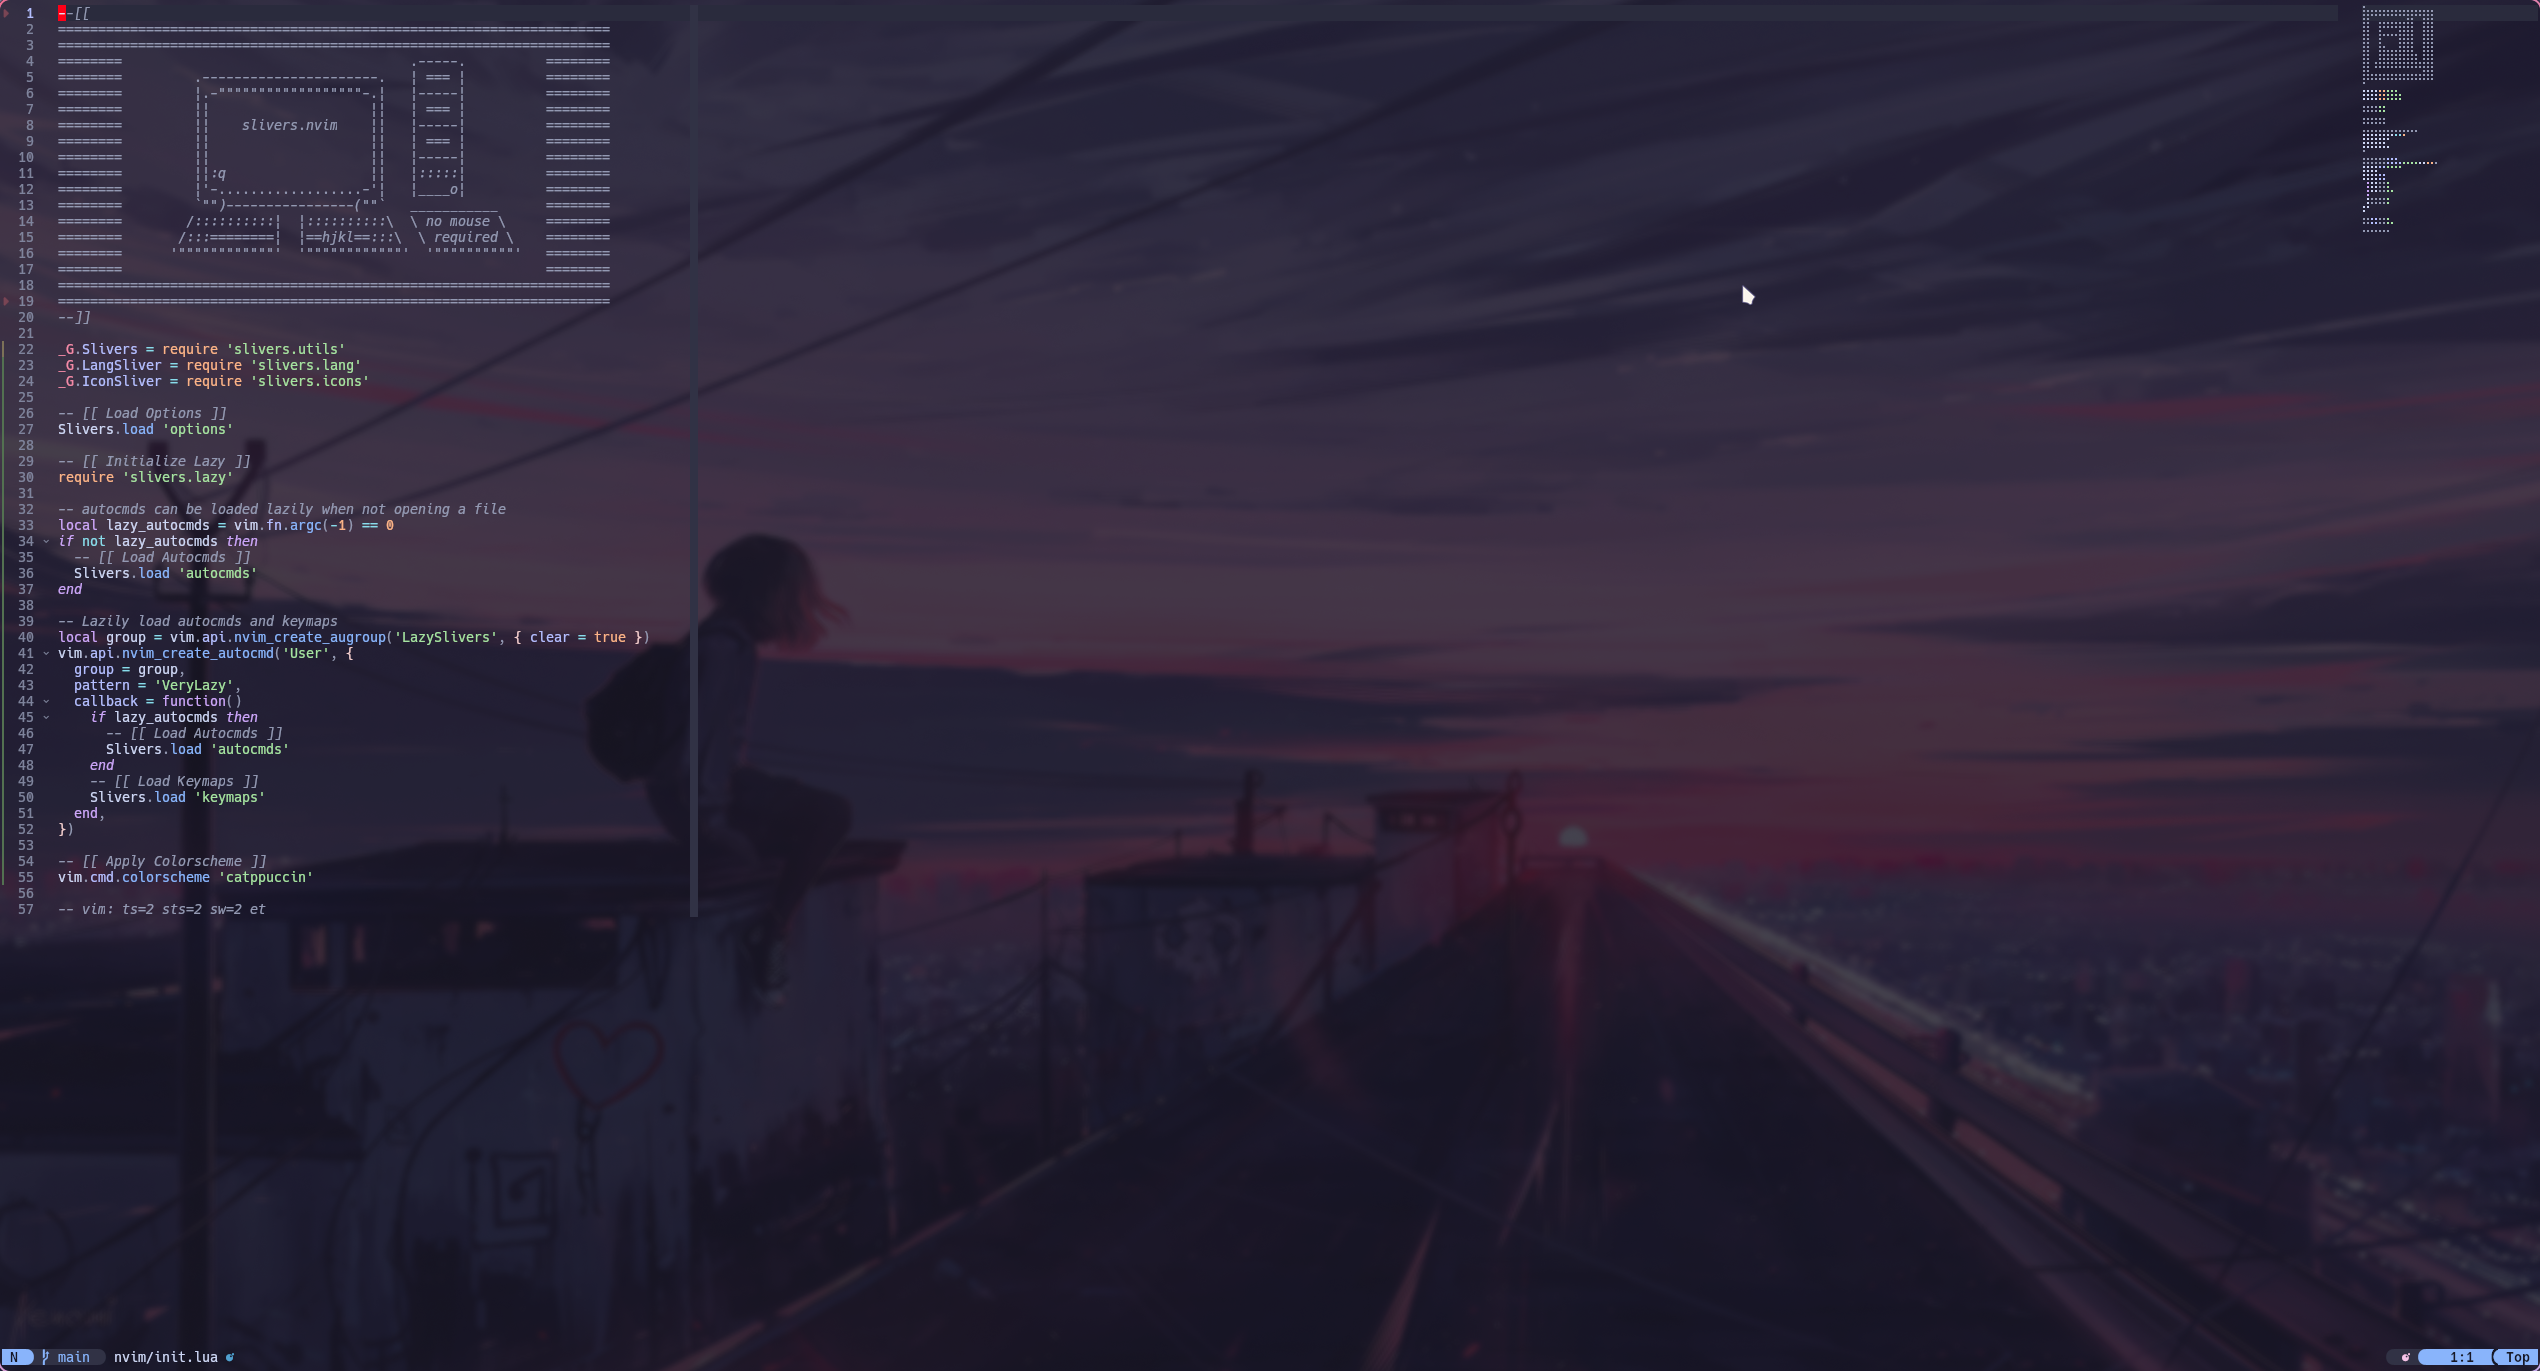 1 --[[
2 =====================================================================
3 =====================================================================
4 ========                                    .-----.          ========
5 ========         .----------------------.   | === |          ========
6 ========         |.-""""""""""""""""""-.|   |-----|          ========
7 ========         ||                    ||   | === |          ========
8 ========         ||    slivers.nvim    ||   |-----|          ========
9 ========         ||                    ||   | === |          ========
10 ========         ||                    ||   |-----|          ========
11 ========         ||:q                  ||   |:::::|          ========
12 ========         |'-..................-'|   |____o|          ========
13 ========         `"")----------------(""`   ___________      ========
14 ========        /::::::::::|  |::::::::::\  \ no mouse \     ========
15 ========       /:::========|  |==hjkl==:::\  \ required \    ========
16 ========      '""""""""""""'  '""""""""""""'  '""""""""""'   ========
17 ========                                                     ========
18 =====================================================================
19 =====================================================================
20 --]]
21
22 _G.Slivers = require 'slivers.utils'
23 _G.LangSliver = require 'slivers.lang'
24 _G.IconSliver = require 'slivers.icons'
25
26 -- [[ Load Options ]]
27 Slivers.load 'options'
28
29 -- [[ Initialize Lazy ]]
30 require 'slivers.lazy'
31
32 -- autocmds can be loaded lazily when not opening a file
33 local lazy_autocmds = vim.fn.argc(-1) == 0
34 if not lazy_autocmds then
35   -- [[ Load Autocmds ]]
36   Slivers.load 'autocmds'
37 end
38
39 -- Lazily load autocmds and keymaps
40 local group = vim.api.nvim_create_augroup('LazySlivers', { clear = true })
41 vim.api.nvim_create_autocmd('User', {
42   group = group,
43   pattern = 'VeryLazy',
44   callback = function()
45     if lazy_autocmds then
46       -- [[ Load Autocmds ]]
47       Slivers.load 'autocmds'
48     end
49     -- [[ Load Keymaps ]]
50     Slivers.load 'keymaps'
51   end,
52 })
53
54 -- [[ Apply Colorscheme ]]
55 vim.cmd.colorscheme 'catppuccin'
56
57 -- vim: ts=2 sts=2 sw=2 et
N main nvim/init.lua 1:1 Top